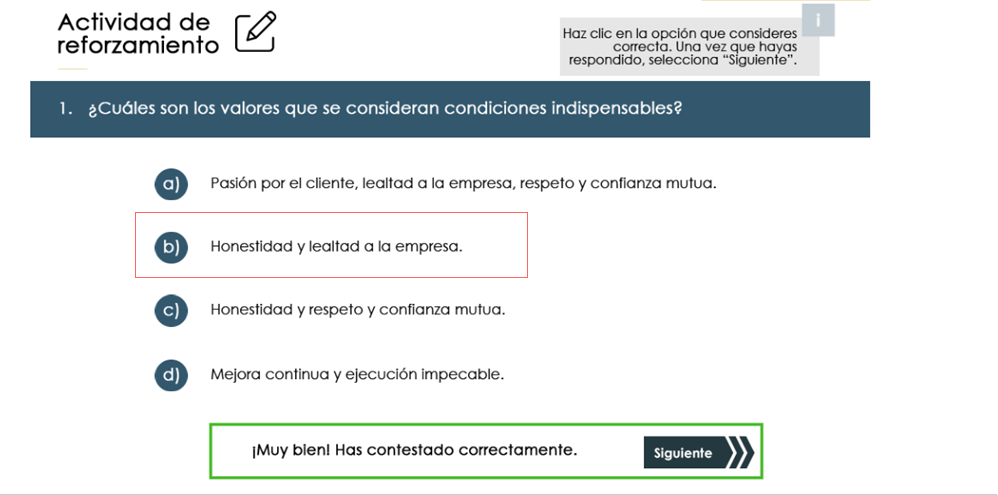 Actividad de
reforzamiento
i
Haz clic en la opción que consideres
correcta. Una vez que hayas
respondido, selecciona “Siguiente”.
1. ¿Cuáles son los valores que se consideran condiciones indispensables?
a) Pasión por el cliente, lealtad a la empresa, respeto y confianza mutua.
b) Honestidad y lealtad a la empresa.
c) Honestidad y respeto y confianza mutua.
d) Mejora continua y ejecución impecable.
¡Muy bien! Has contestado correctamente.
Siguiente